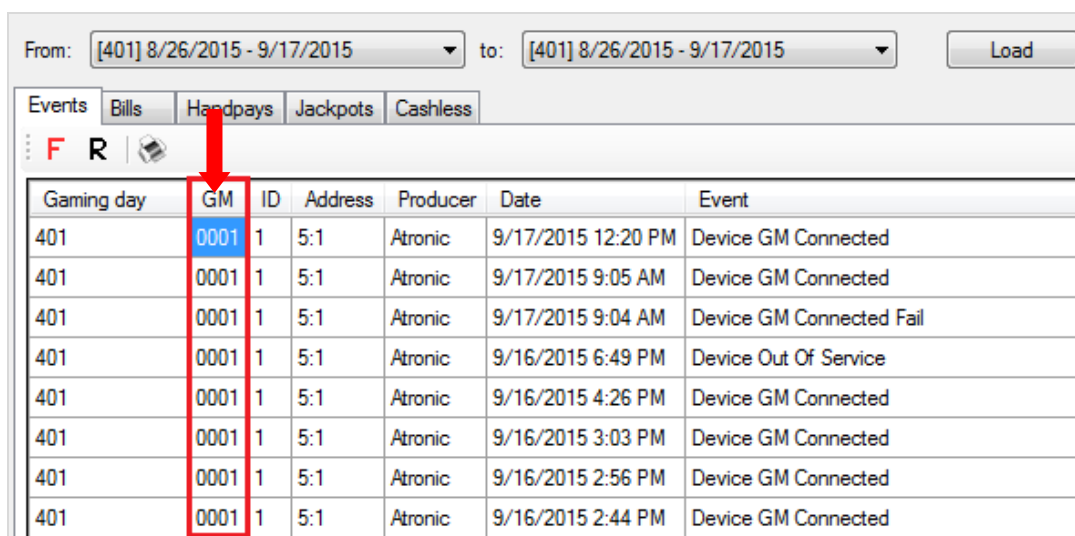 From: [401] 8/26/2015 - 9/17/2015 to: [401] 8/26/2015 - 9/17/2015 Load
Events Bills Handpays Jackpots Cashless
F R
Gaming day GM ID Address Producer Date Event
401 0001 1 5:1 Atronic 9/17/2015 12:20 PM Device GM Connected
401 0001 1 5:1 Atronic 9/17/2015 9:05 AM Device GM Connected
401 0001 1 5:1 Atronic 9/17/2015 9:04 AM Device GM Connected Fail
401 0001 1 5:1 Atronic 9/16/2015 6:49 PM Device Out Of Service
401 0001 1 5:1 Atronic 9/16/2015 4:26 PM Device GM Connected
401 0001 1 5:1 Atronic 9/16/2015 3:03 PM Device GM Connected
401 0001 1 5:1 Atronic 9/16/2015 2:56 PM Device GM Connected
401 0001 1 5:1 Atronic 9/16/2015 2:44 PM Device GM Connected